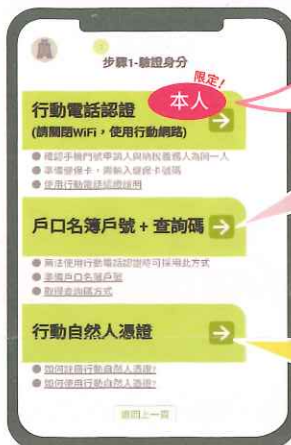 步驟1-驗證身分
限定!
本人
行動電話認證
(請關閉WiFi,使用行動網路)
●確認手機門號申請人與納稅義務人為同一人
●準備健保卡,需輸入健保卡號碼
●使用行動電話認證說明
戶口名簿戶號 + 查詢碼
●無法使用行動電話認證時可採用此方式
●準備戶口名簿戶號
●取得查詢碼方式
行動自然人憑證
●如何註冊行動自然人憑證?
●如何使用行動自然人憑證?
返回上一頁